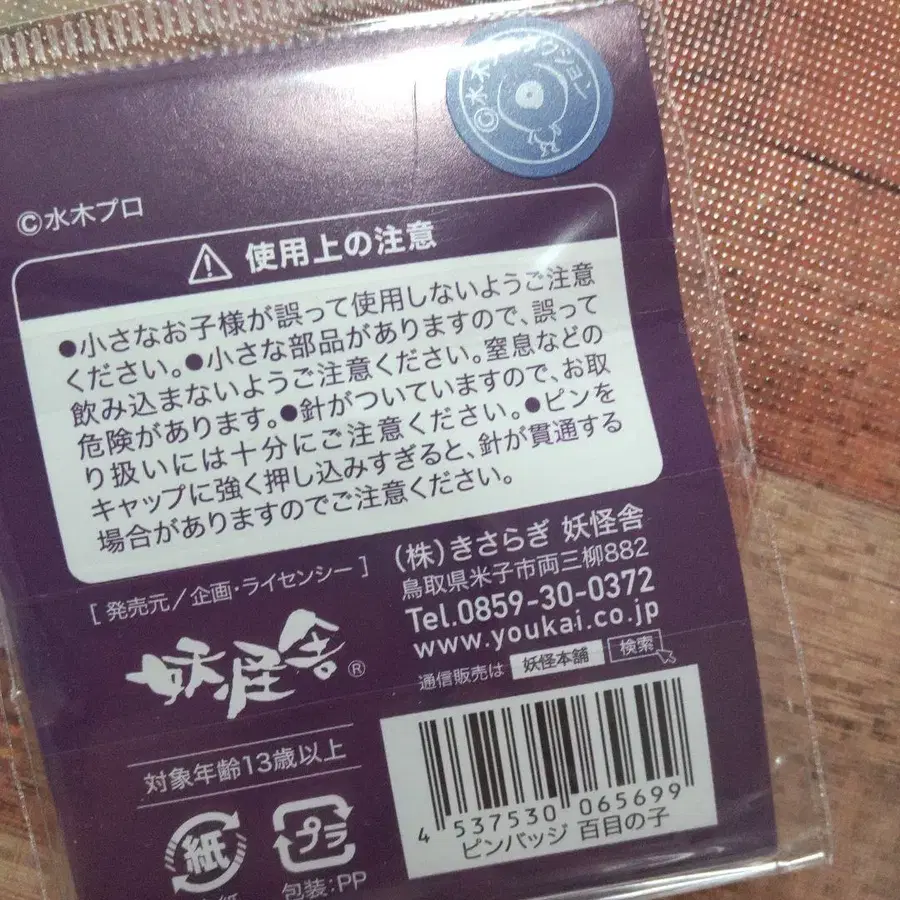 ©水木プロ
⚠ 使用上の注意
●小さなお子様が誤って使用しないようご注意
ください。●小さな部品がありますので、誤って
飲み込まないようご注意ください。窒息などの
危険があります。●針がついていますので、お取
り扱いには十分にご注意ください。●ピンを
キャップに強く押し込みすぎると、針が貫通する
場合がありますのでご注意ください。
[ 発売元／企画・ライセンシー ]
妖怪舎®
(株)きさらぎ 妖怪舎
鳥取県米子市両三柳882
Tel.0859-30-0372
www.youkai.co.jp
通信販売は 妖怪本舗 検索
対象年齢13歳以上
紙
プラ
包装:PP
4 537530 065699
ピンバッジ 百目の子